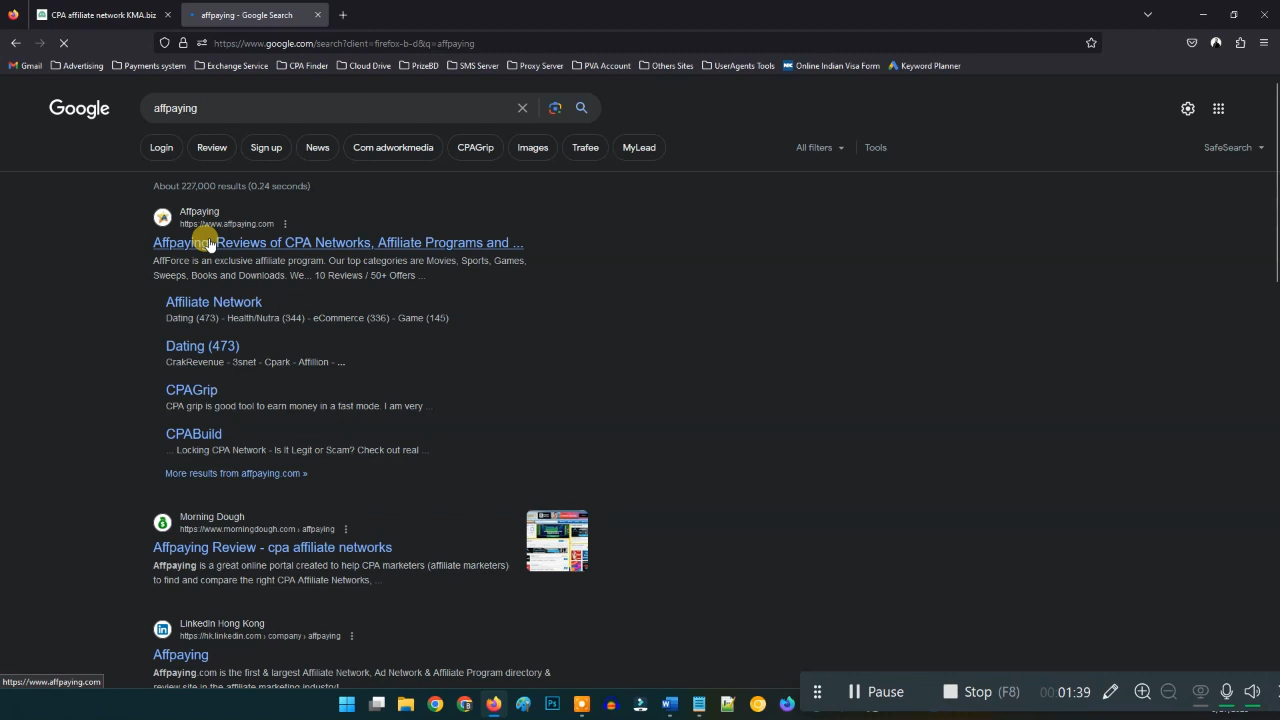 CPA affiliate network KMA.biz
affpaying - Google Search
https://www.google.com/search?client=firefox-b-d&q=affpaying
Gmail Advertising Payments system Exchange Service CPA Finder Cloud Drive PrizeBD SMS Server Proxy Server PVA Account Others Sites UserAgents Tools Online Indian Visa Form Keyword Planner
Google
affpaying
Login Review Sign up News Com adworkmedia CPAGrip Images Trafee MyLead All filters Tools SafeSearch
About 227,000 results (0.24 seconds)
Affpaying
https://www.affpaying.com
Affpaying: Reviews of CPA Networks, Affiliate Programs and ...
AffForce is an exclusive affiliate program. Our top categories are Movies, Sports, Games,
Sweeps, Books and Downloads. We... 10 Reviews / 50+ Offers ...
Affiliate Network
Dating (473) - Health/Nutra (344) - eCommerce (336) - Game (145)
Dating (473)
CrakRevenue - 3snet - Cpark - Affillion - ...
CPAGrip
CPA grip is good tool to earn money in a fast mode. I am very ...
CPABuild
... Locking CPA Network - Is It Legit or Scam? Check out real ...
More results from affpaying.com »
Morning Dough
https://www.morningdough.com › affpaying
Affpaying Review - cpa affiliate networks
Affpaying is a great online portal created to help CPA marketers (affiliate marketers)
to find and compare the right CPA Affiliate Networks, ...
LinkedIn Hong Kong
https://hk.linkedin.com › company › affpaying
Affpaying
Affpaying.com is the first & largest Affiliate Network, Ad Network & Affiliate Program directory &
review site in the affiliate marketing industry!
https://www.affpaying.com
Pause Stop (F8) 00:01:39